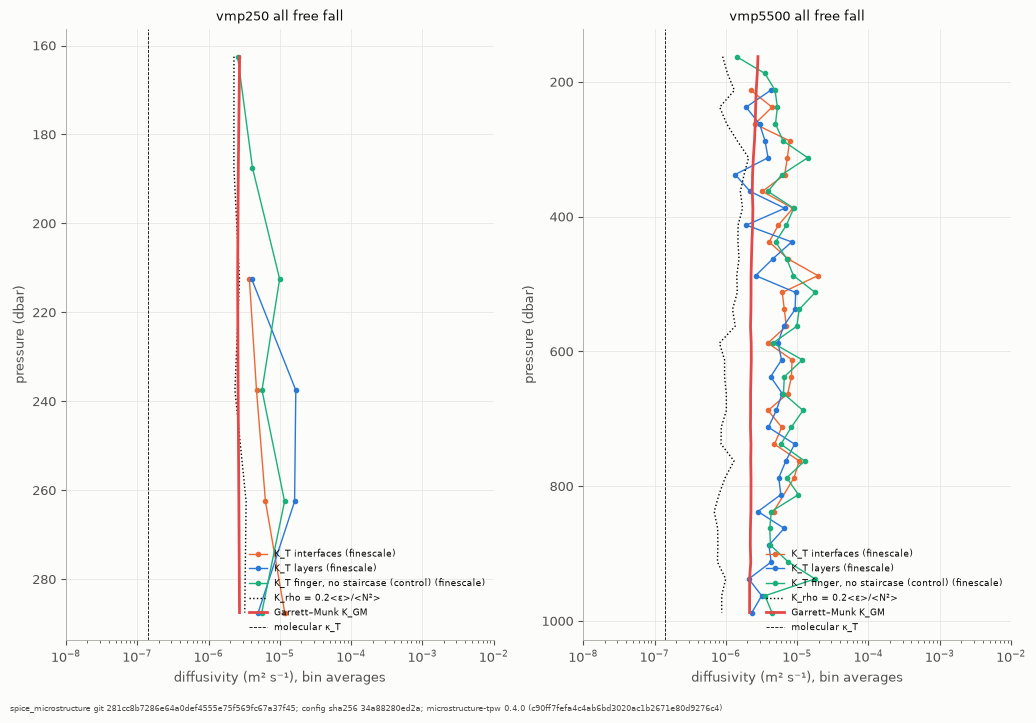 vmp250 all free fall
160
180
200
220
240
260
280
pressure (dbar)
K_T interfaces (finescale)
K_T layers (finescale)
K_T finger, no staircase (control) (finescale)
K_rho = 0.2<ε>/<N²>
Garrett–Munk K_GM
molecular κ_T
10⁻⁸ 10⁻⁷ 10⁻⁶ 10⁻⁵ 10⁻⁴ 10⁻³ 10⁻²
diffusivity (m² s⁻¹), bin averages
vmp5500 all free fall
200
400
600
800
1000
pressure (dbar)
K_T interfaces (finescale)
K_T layers (finescale)
K_T finger, no staircase (control) (finescale)
K_rho = 0.2<ε>/<N²>
Garrett–Munk K_GM
molecular κ_T
10⁻⁸ 10⁻⁷ 10⁻⁶ 10⁻⁵ 10⁻⁴ 10⁻³ 10⁻²
diffusivity (m² s⁻¹), bin averages
spice_microstructure git 281cc8b7286e64a0def4555e75f569fc67a37f45; config sha256 34a88280ed2a; microstructure-tpw 0.4.0 (c90ff7fefa4c4ab6bd3020ac1b2671e80d9276c4)